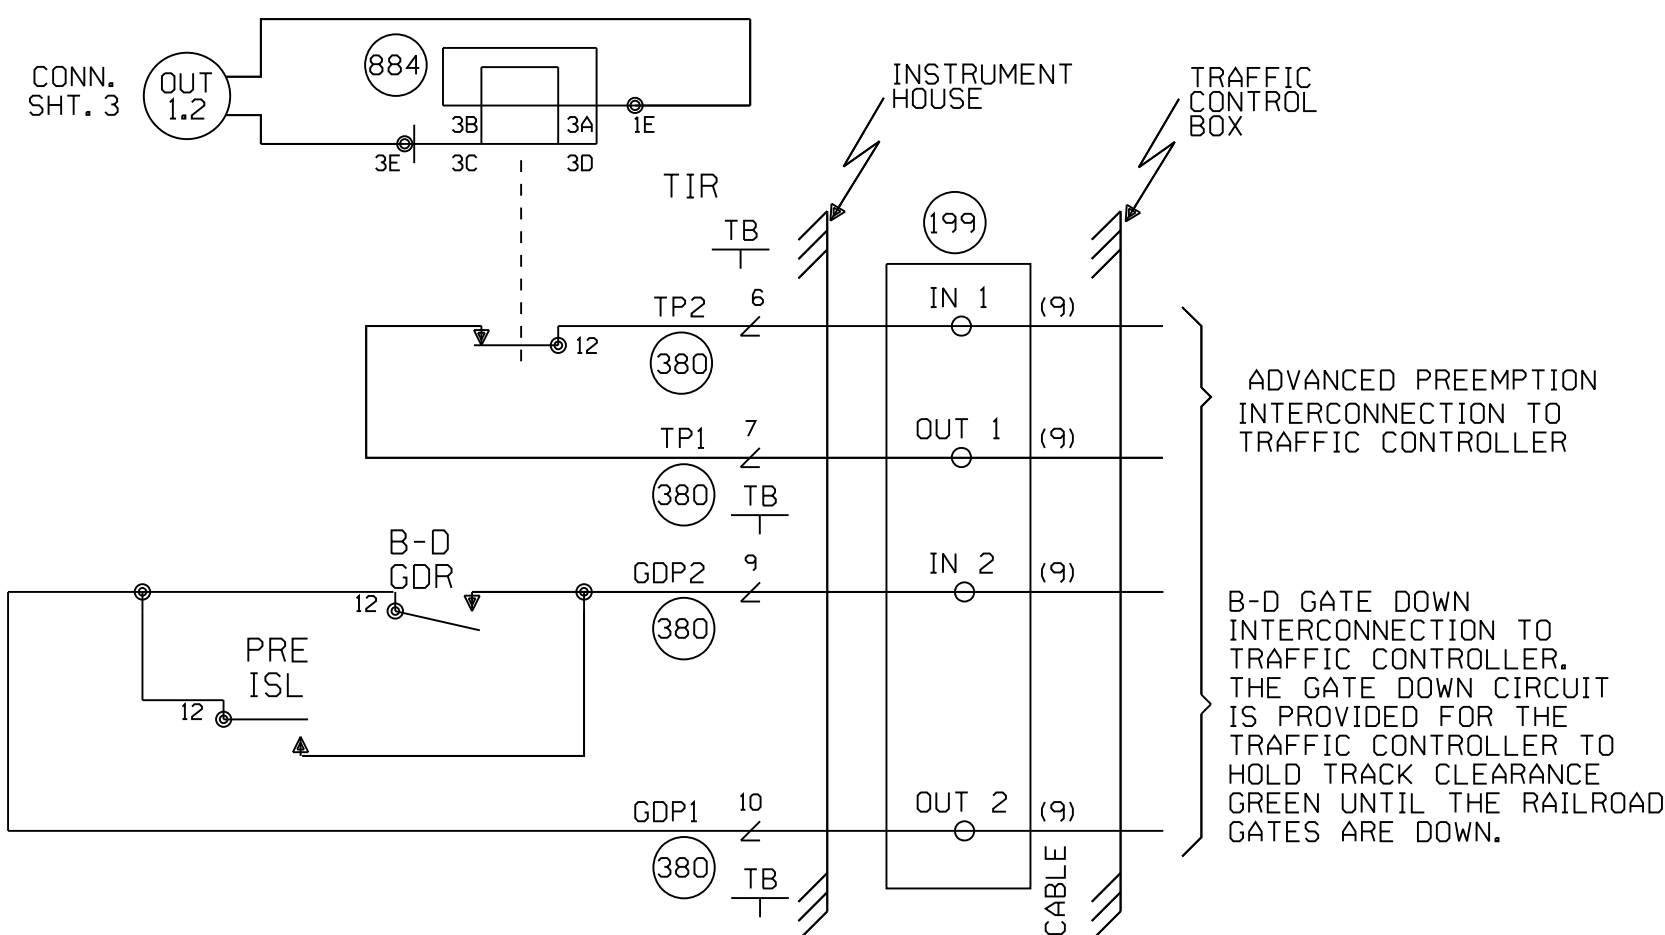 CONN.
SHT. 3
OUT
1.2
884
3B
3A
1E
3E
3C
3D
TIR
INSTRUMENT
HOUSE
TRAFFIC
CONTROL
BOX
TB
199
TP2
6
IN 1
(9)
12
380
TP1
7
OUT 1
(9)
380
TB
ADVANCED PREEMPTION
INTERCONNECTION TO
TRAFFIC CONTROLLER
B-D
GDR
12
GDP2
9
IN 2
(9)
380
PRE
ISL
12
B-D GATE DOWN
INTERCONNECTION TO
TRAFFIC CONTROLLER.
THE GATE DOWN CIRCUIT
IS PROVIDED FOR THE
TRAFFIC CONTROLLER TO
HOLD TRACK CLEARANCE
GREEN UNTIL THE RAILROAD
GATES ARE DOWN.
GDP1
10
OUT 2
(9)
380
TB
CABLE